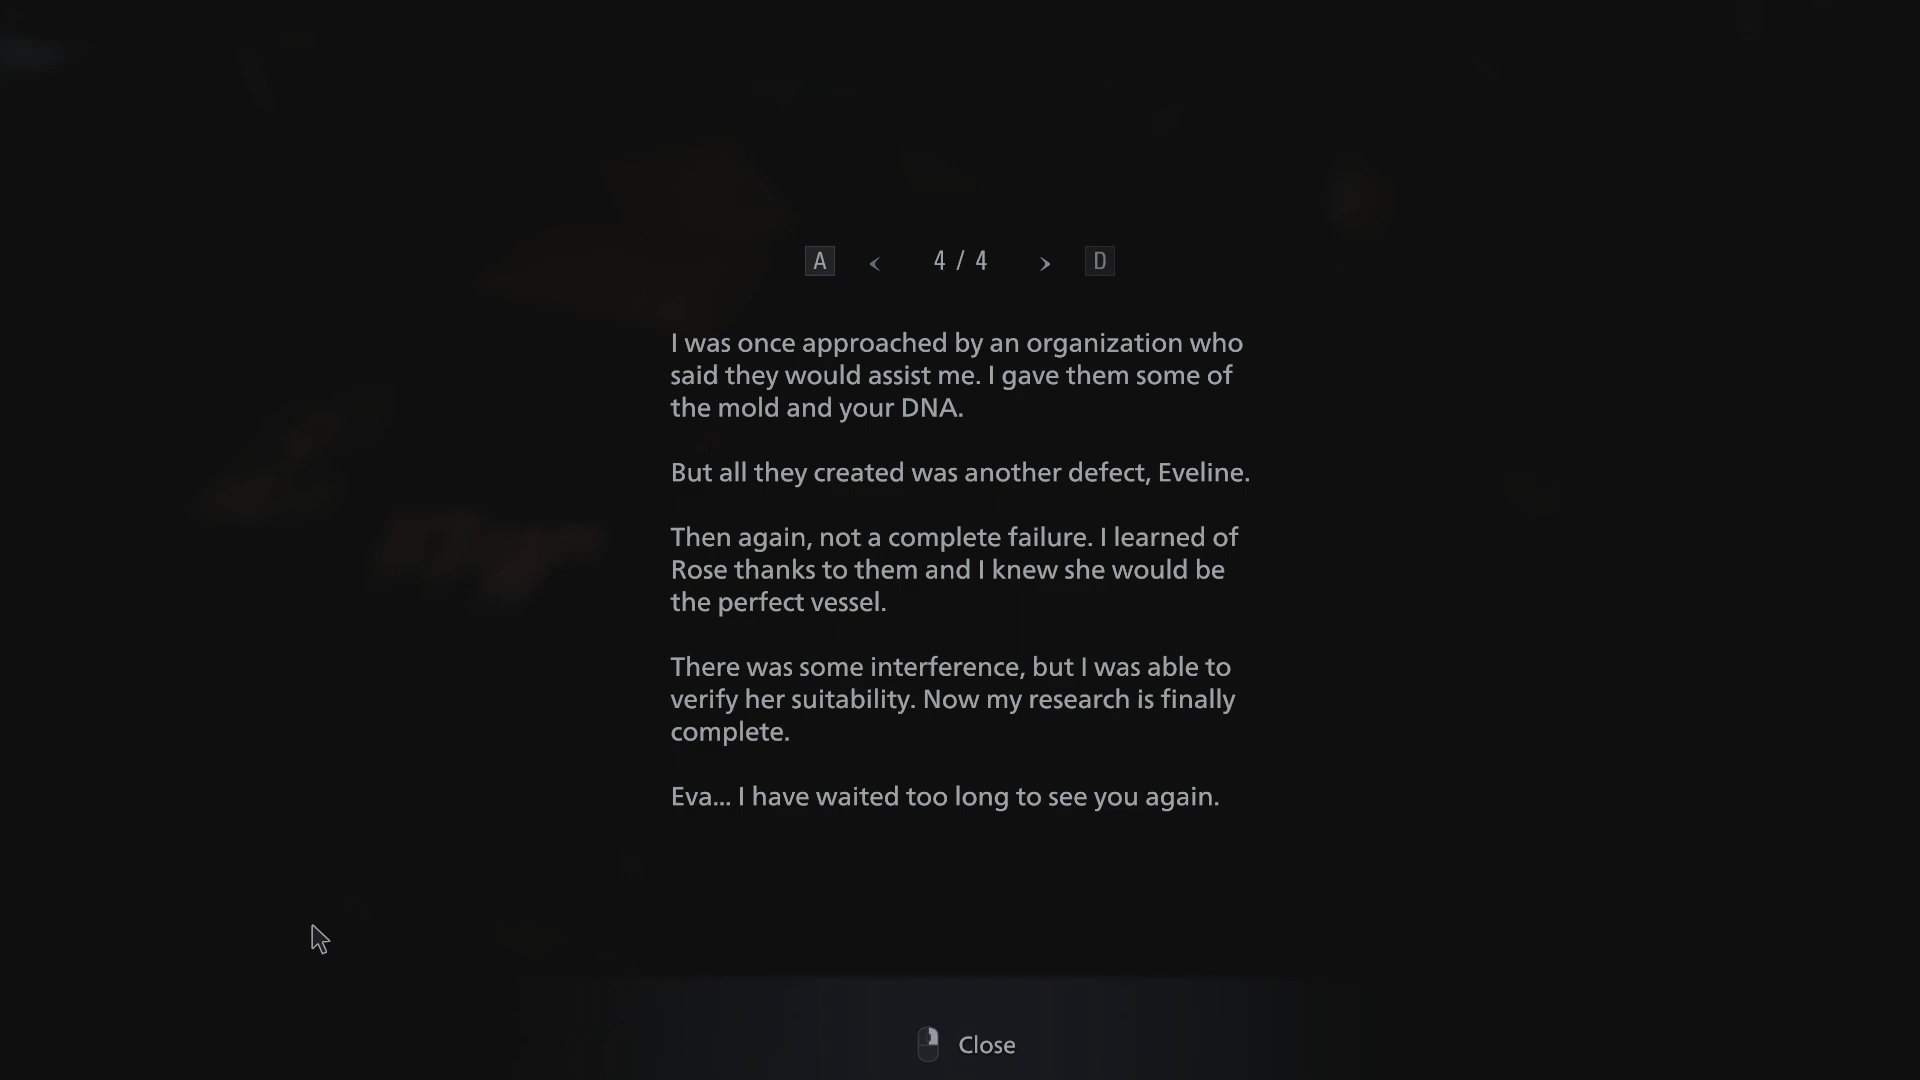 A < 4 / 4 > D
I was once approached by an organization who
said they would assist me. I gave them some of
the mold and your DNA.
But all they created was another defect, Eveline.
Then again, not a complete failure. I learned of
Rose thanks to them and I knew she would be
the perfect vessel.
There was some interference, but I was able to
verify her suitability. Now my research is finally
complete.
Eva... I have waited too long to see you again.
Close